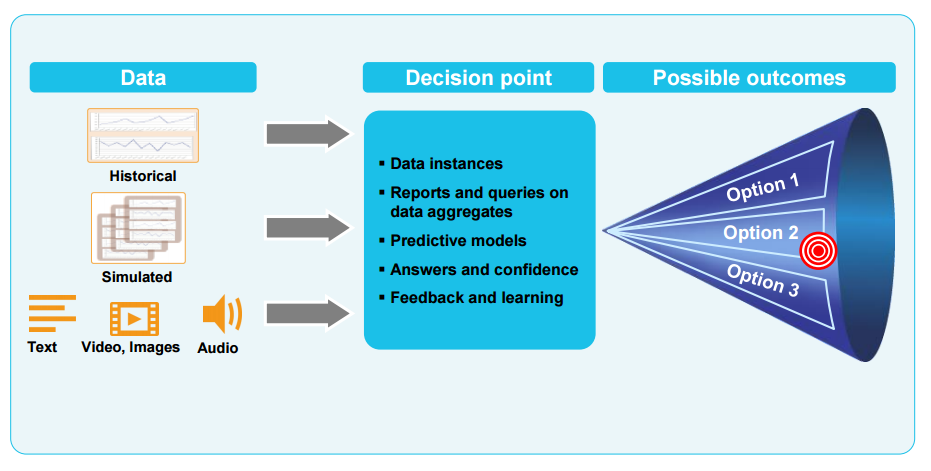 Data
Decision point
Possible outcomes
Historical
Simulated
Text
Video, Images
Audio
▪ Data instances
▪ Reports and queries on
data aggregates
▪ Predictive models
▪ Answers and confidence
▪ Feedback and learning
Option 1
Option 2
Option 3